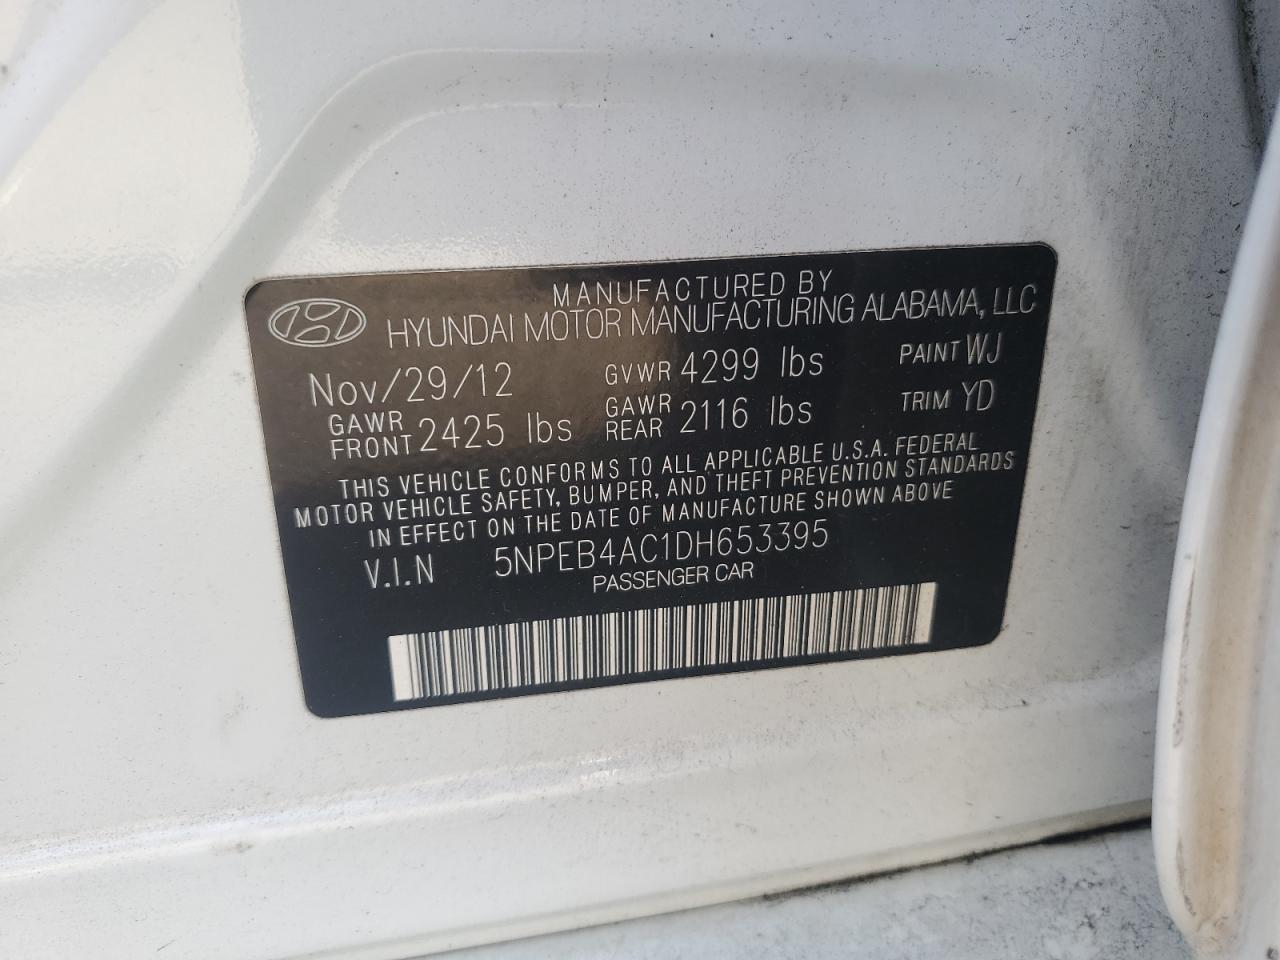 MANUFACTURED BY
HYUNDAI MOTOR MANUFACTURING ALABAMA, LLC
Nov/29/12 GVWR 4299 lbs PAINT WJ
GAWR FRONT 2425 lbs GAWR REAR 2116 lbs TRIM YD
THIS VEHICLE CONFORMS TO ALL APPLICABLE U.S.A. FEDERAL
MOTOR VEHICLE SAFETY, BUMPER, AND THEFT PREVENTION STANDARDS
IN EFFECT ON THE DATE OF MANUFACTURE SHOWN ABOVE
V.I.N 5NPEB4AC1DH653395
PASSENGER CAR